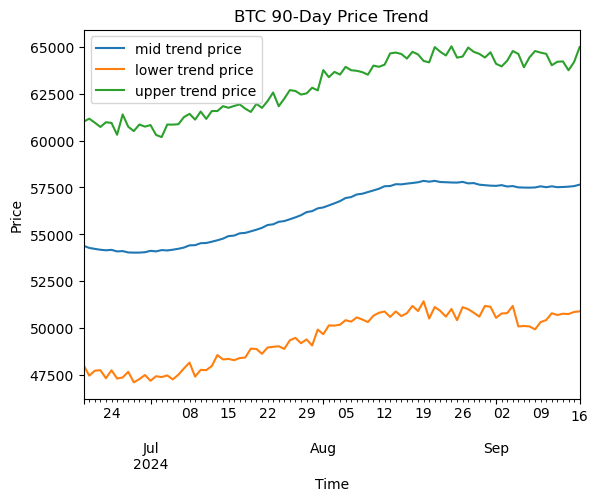 BTC 90-Day Price Trend
mid trend price
lower trend price
upper trend price
Price
65000
62500
60000
57500
55000
52500
50000
47500
24 08 15 22 29 05 12 19 26 02 09 16
Jul Aug Sep
2024
Time